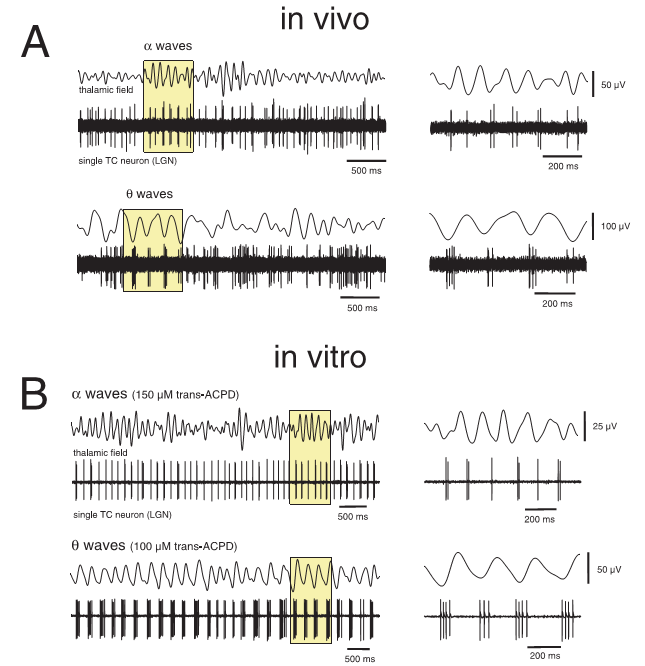 in vivo
A
α waves
thalamic field
50 µV
single TC neuron (LGN)
500 ms
200 ms
θ waves
100 µV
500 ms
200 ms
in vitro
B
α waves (150 µM trans-ACPD)
25 µV
thalamic field
single TC neuron (LGN)
500 ms
200 ms
θ waves (100 µM trans-ACPD)
50 µV
500 ms
200 ms